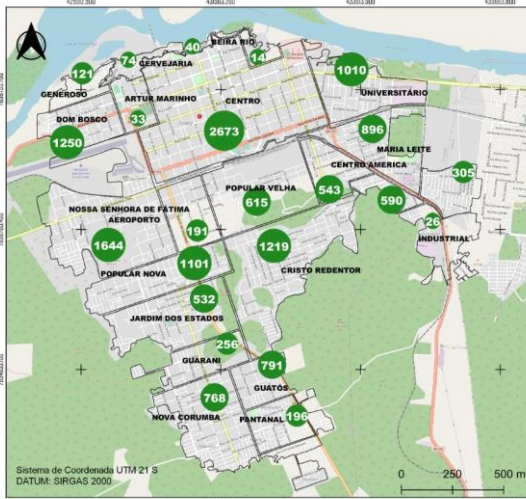 40
BEIRA RIO
74
CERVEJARIA
14
121
1010
GENEROSO
UNIVERSITÁRIO
ARTUR MARINHO
CENTRO
33
DOM BOSCO
2673
896
1250
MARIA LEITE
CENTRO AMERICA
305
POPULAR VELHA
543
590
615
NOSSA SENHORA DE FÁTIMA
AEROPORTO
26
191
INDUSTRIAL
1644
1219
1101
POPULAR NOVA
CRISTO REDENTOR
532
JARDIM DOS ESTADOS
256
GUARANI
791
GUATÓS
768
NOVA CORUMBÁ
PANTANAL
196
Sistema de Coordenada UTM 21 S
DATUM: SIRGAS 2000
0 250 500 m